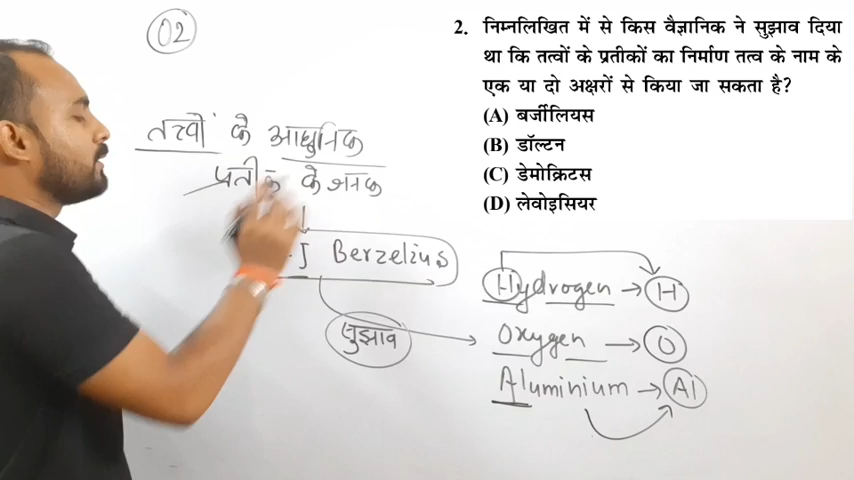 02
2. निम्नलिखित में से किस वैज्ञानिक ने सुझाव दिया
था कि तत्वों के प्रतीकों का निर्माण तत्व के नाम के
एक या दो अक्षरों से किया जा सकता है?
(A) बर्जीलियस
(B) डॉल्टन
(C) डेमोक्रिटस
(D) लेवोइसियर
तत्त्वों के आधुनिक
प्रतीक के जनक
J Berzelius
सुझाव
Hydrogen → H
Oxygen → O
Aluminium → Al